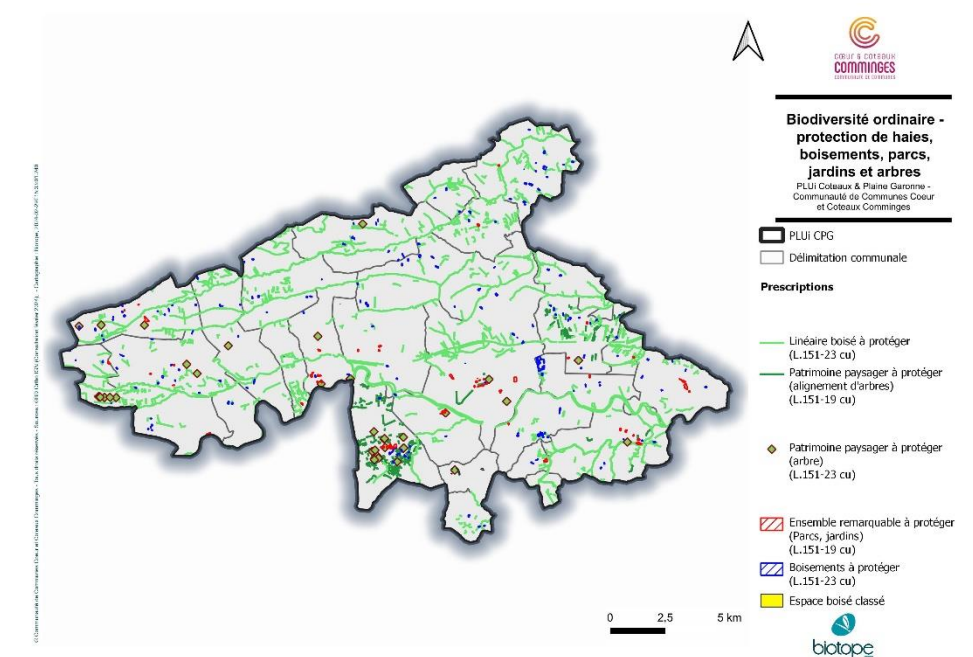 CŒUR & COTEAUX
COMMINGES
COMMUNAUTÉ DE COMMUNES
Biodiversité ordinaire -
protection de haies,
boisements, parcs,
jardins et arbres
PLUi Coteaux & Plaine Garonne -
Communauté de Communes Coeur
et Coteaux Comminges
PLUi CPG
Délimitation communale
Prescriptions
Linéaire boisé à protéger
(L.151-23 cu)
Patrimoine paysager à protéger
(alignement d'arbres)
(L.151-19 cu)
Patrimoine paysager à protéger
(arbre)
(L.151-23 cu)
Ensemble remarquable à protéger
(Parcs, jardins)
(L.151-19 cu)
Boisements à protéger
(L.151-23 cu)
Espace boisé classé
0 2.5 5 km
biotope